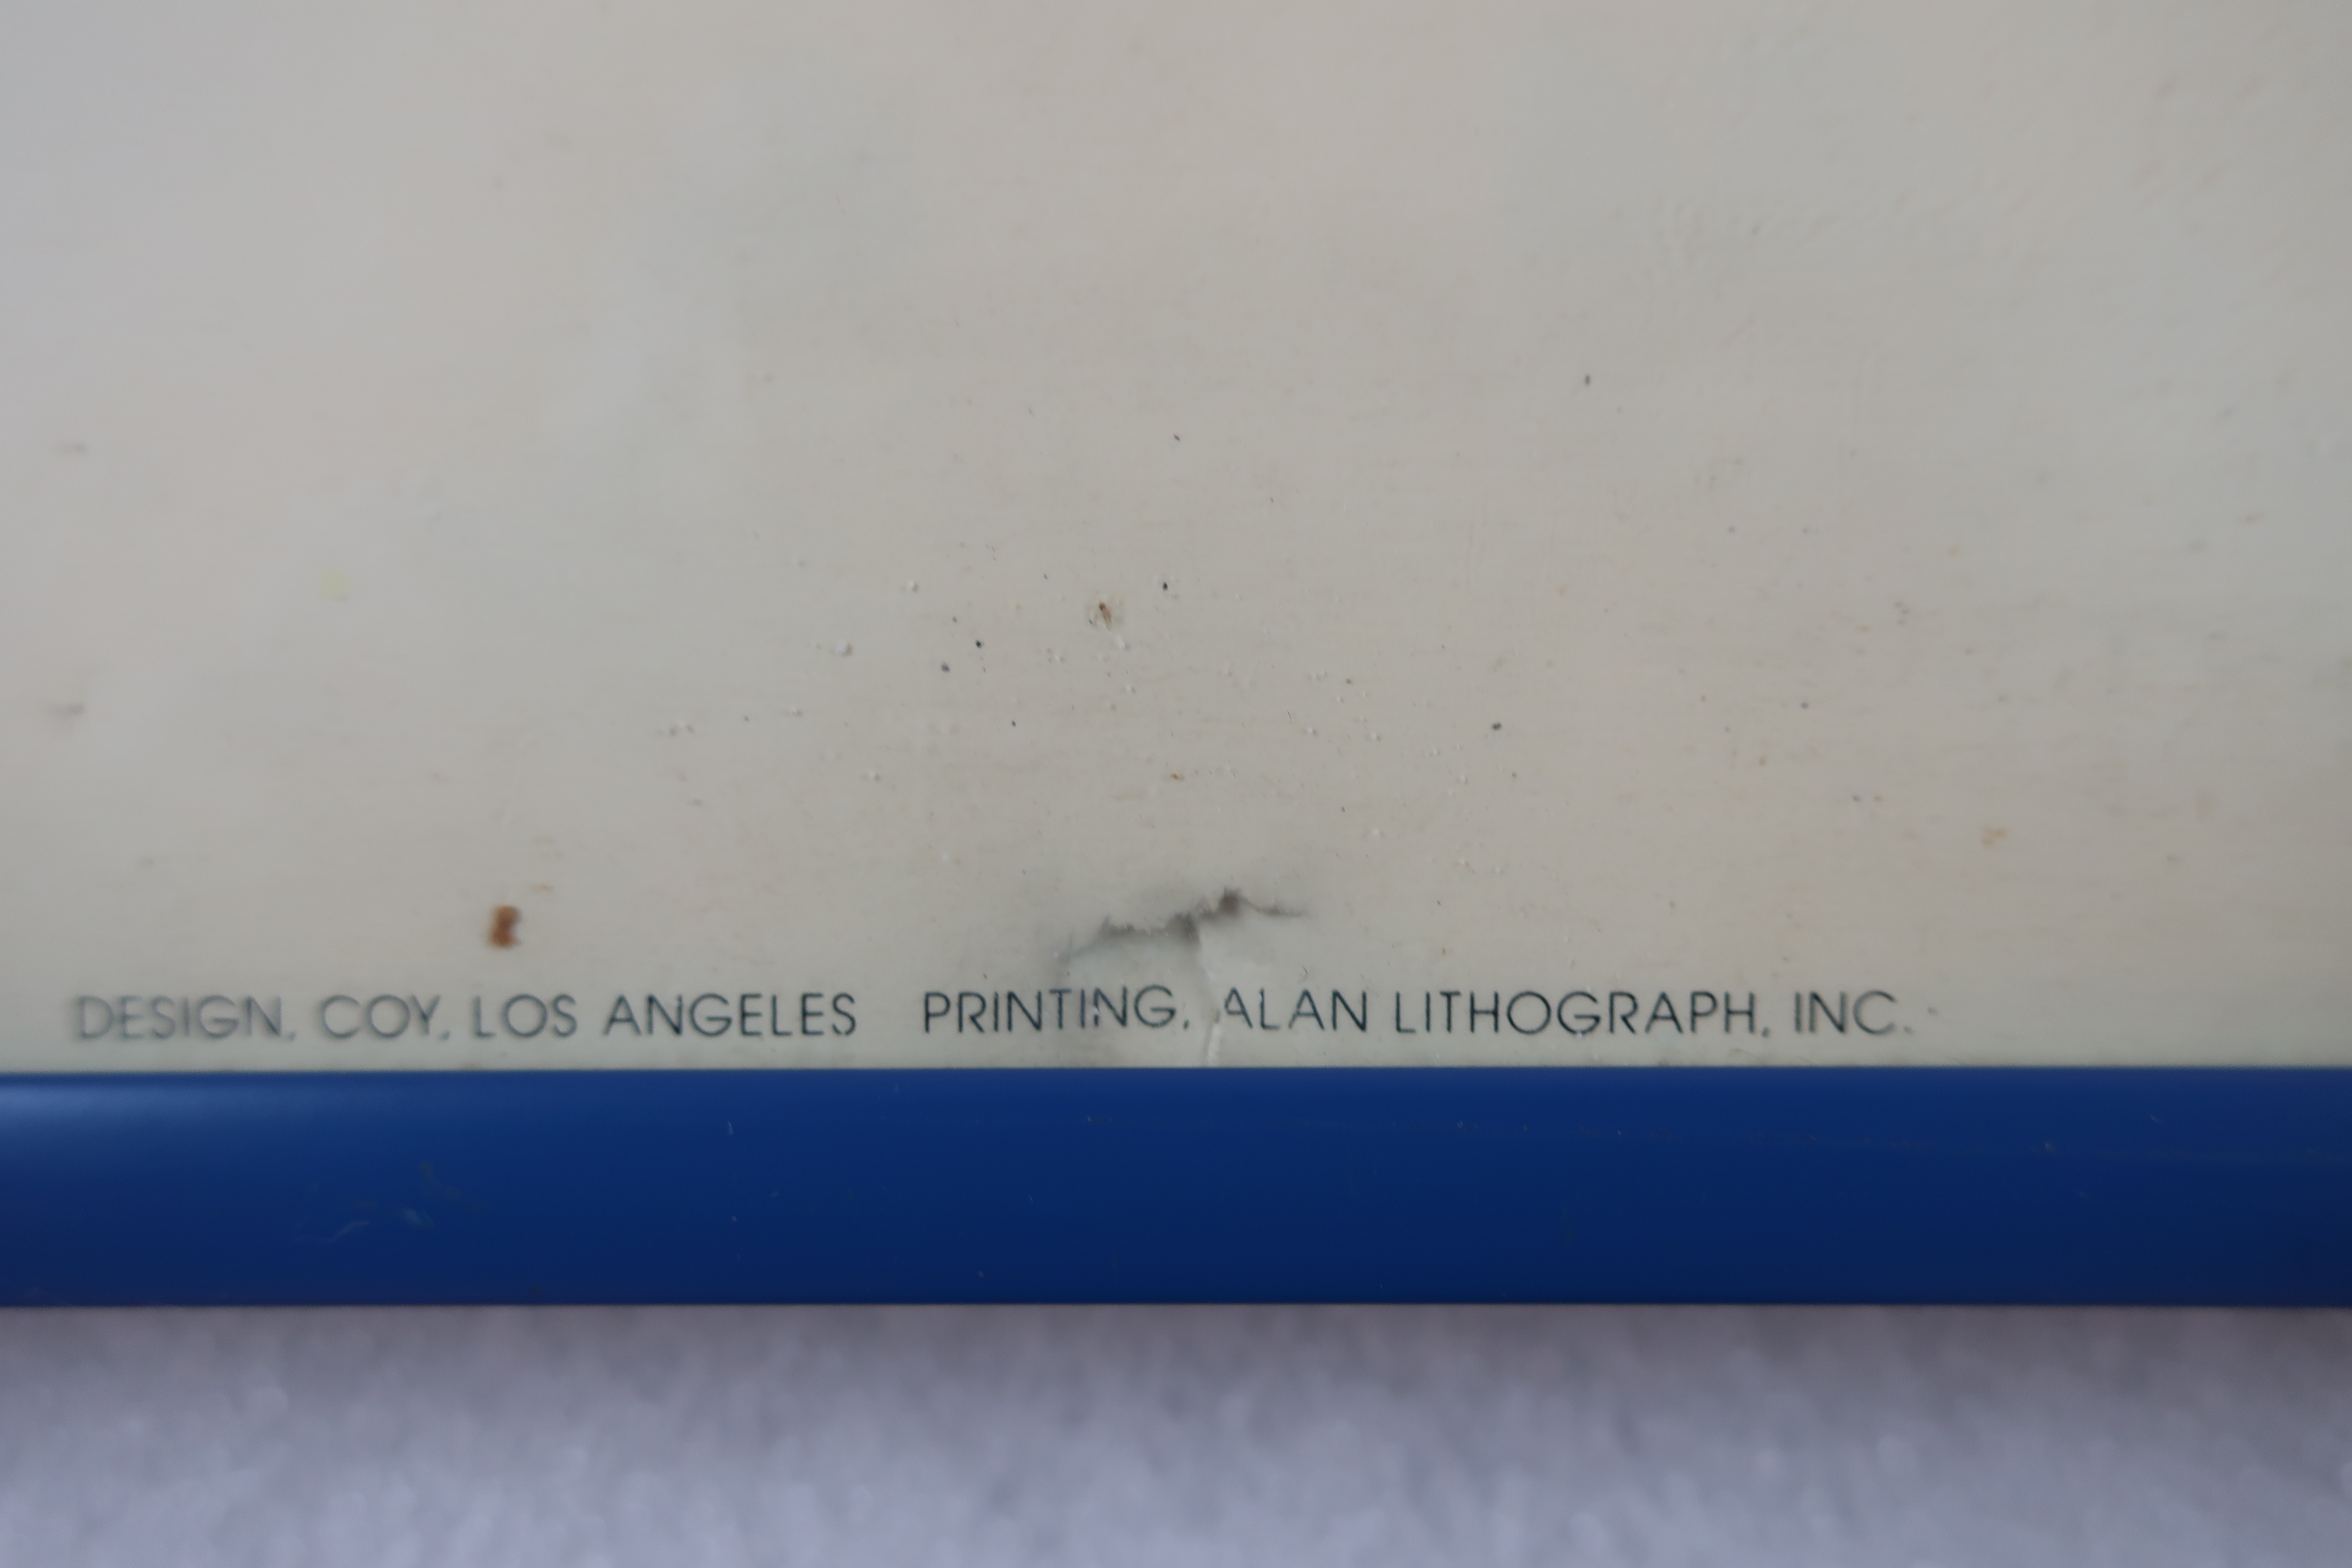 DESIGN, COY, LOS ANGELES   PRINTING, ALAN LITHOGRAPH, INC.